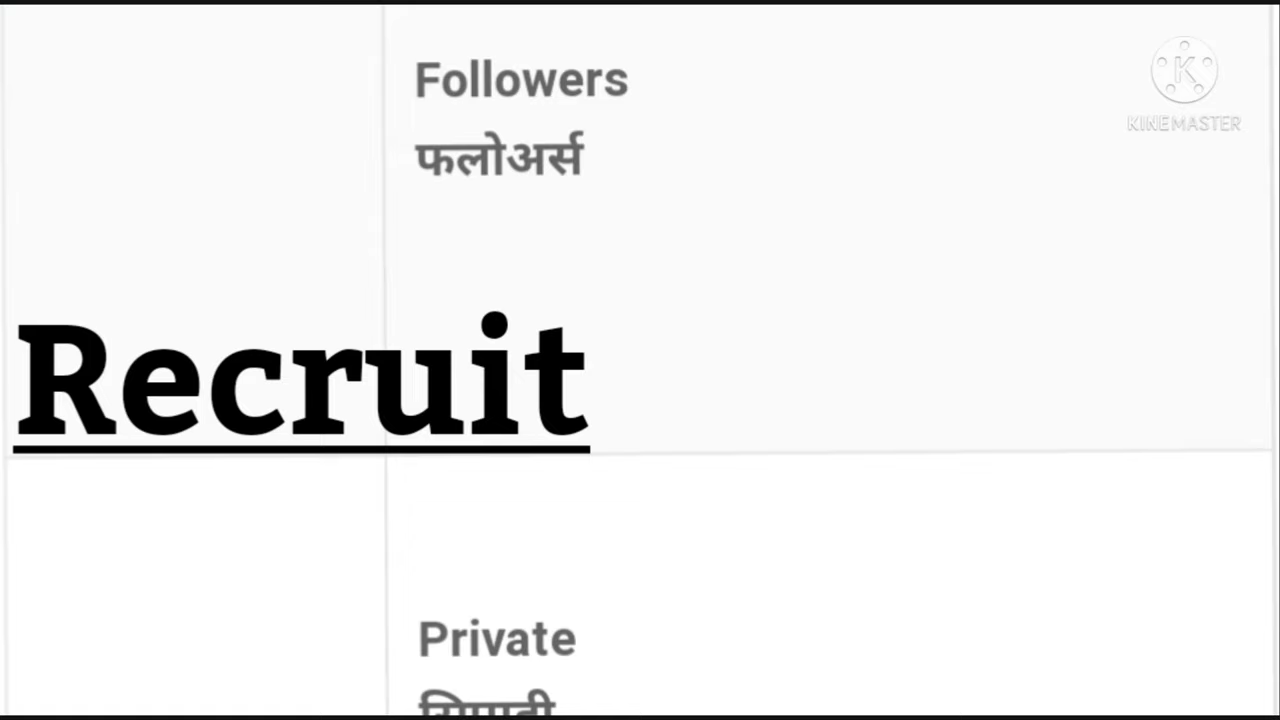 Followers
फलोअर्स
KINEMASTER
Recruit
Private